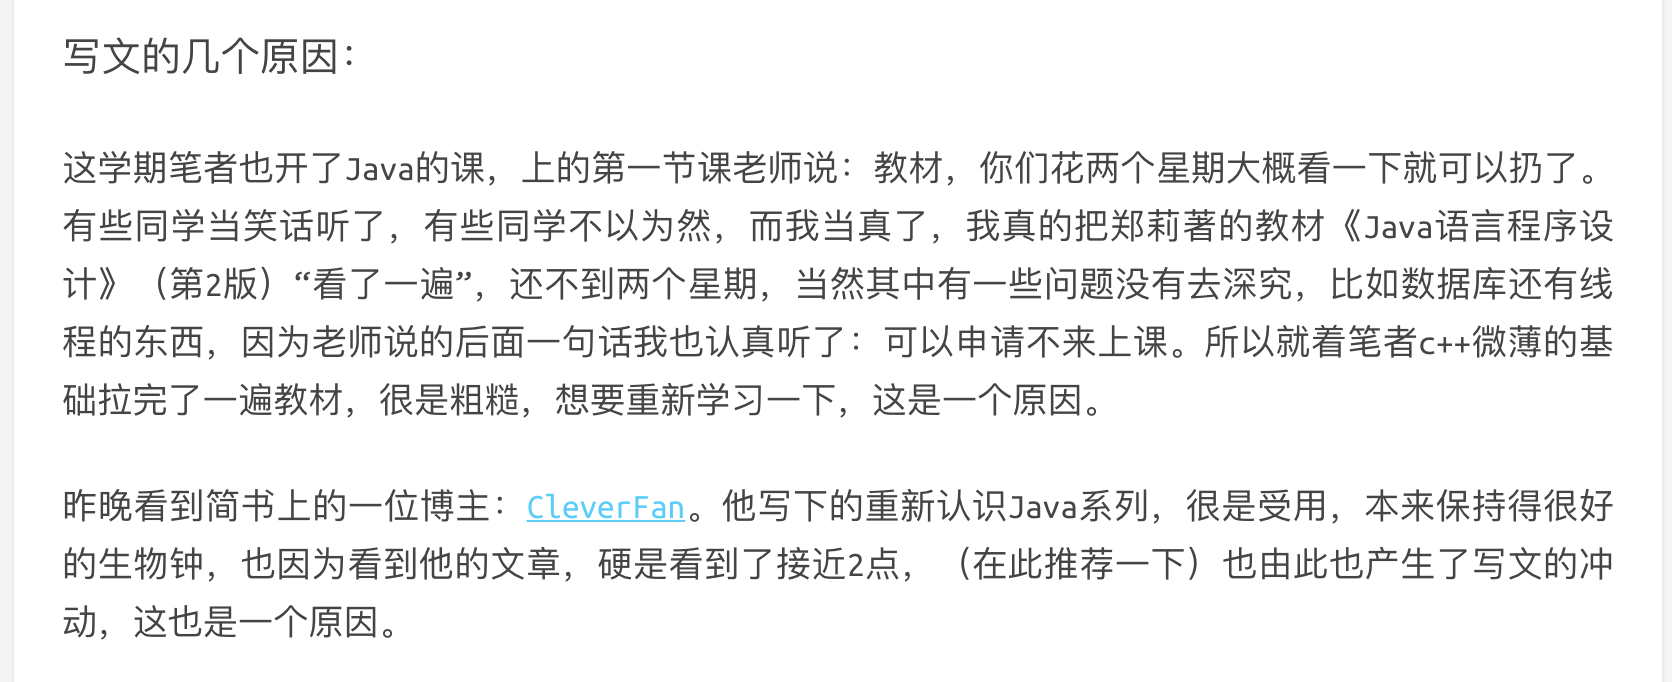 写文的几个原因：
这学期笔者也开了Java的课，上的第一节课老师说：教材，你们花两个星期大概看一下就可以扔了。
有些同学当笑话听了，有些同学不以为然，而我当真了，我真的把郑莉著的教材《Java语言程序设
计》（第2版）“看了一遍”，还不到两个星期，当然其中有一些问题没有去深究，比如数据库还有线
程的东西，因为老师说的后面一句话我也认真听了：可以申请不来上课。所以就着笔者c++微薄的基
础拉完了一遍教材，很是粗糙，想要重新学习一下，这是一个原因。
昨晚看到简书上的一位博主：CleverFan。他写下的重新认识Java系列，很是受用，本来保持得很好
的生物钟，也因为看到他的文章，硬是看到了接近2点，（在此推荐一下）也由此也产生了写文的冲
动，这也是一个原因。